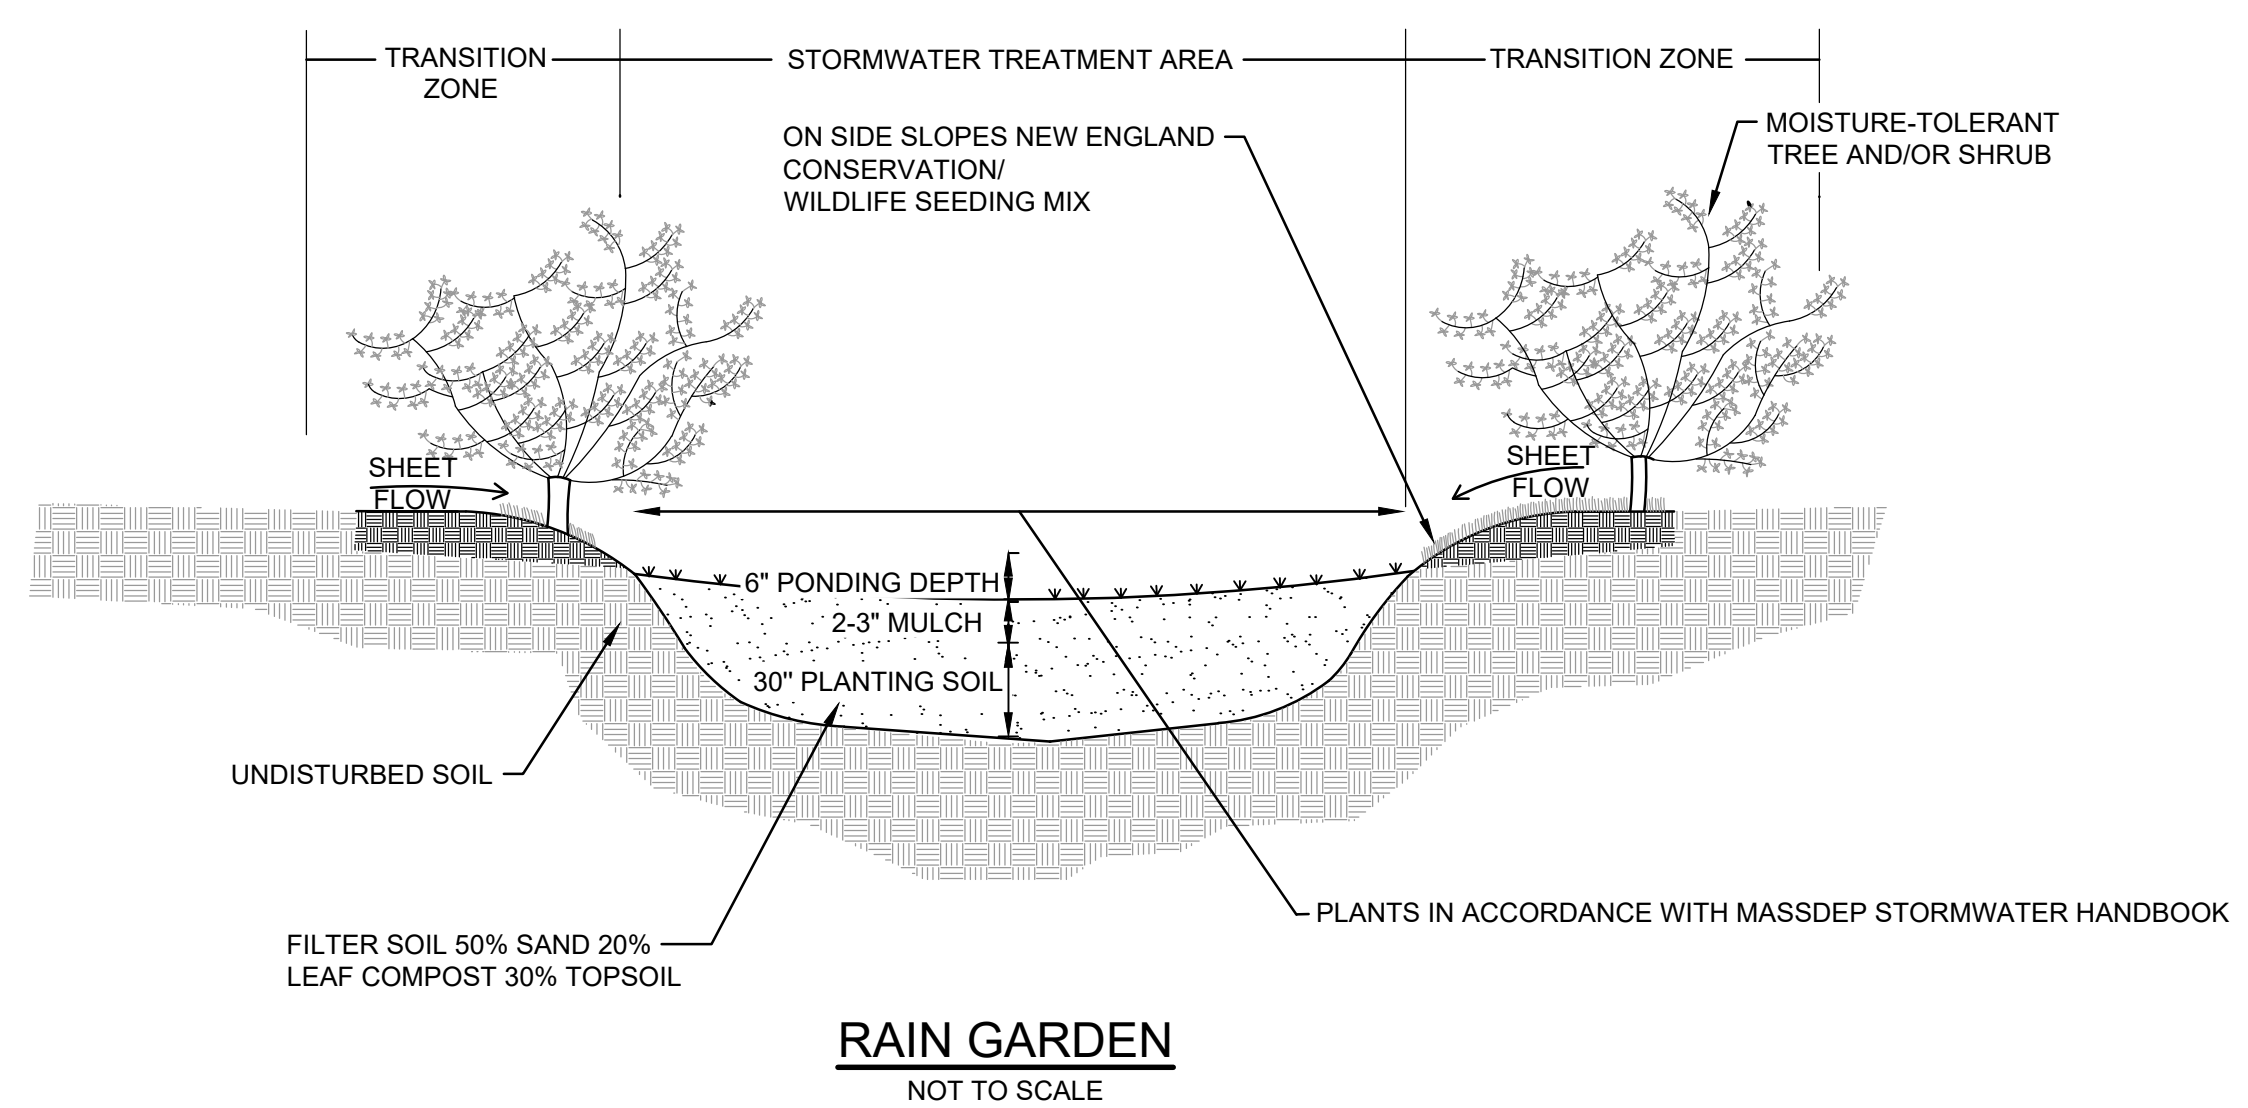 TRANSITION
ZONE
STORMWATER TREATMENT AREA
TRANSITION ZONE
ON SIDE SLOPES NEW ENGLAND
CONSERVATION/
WILDLIFE SEEDING MIX
MOISTURE-TOLERANT
TREE AND/OR SHRUB
SHEET
FLOW
SHEET
FLOW
6" PONDING DEPTH
2-3" MULCH
30" PLANTING SOIL
UNDISTURBED SOIL
PLANTS IN ACCORDANCE WITH MASSDEP STORMWATER HANDBOOK
FILTER SOIL 50% SAND 20%
LEAF COMPOST 30% TOPSOIL
RAIN GARDEN
NOT TO SCALE